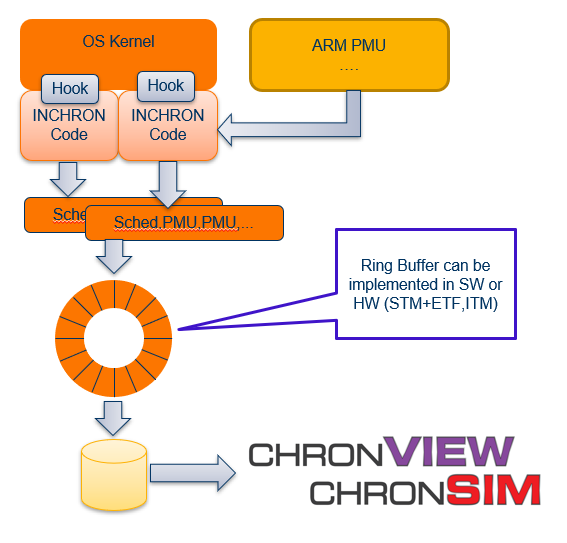 OS Kernel
ARM PMU
....
Hook
Hook
INCHRON
Code
INCHRON
Code
Sche
Sched,PMU,PMU,...
Ring Buffer can be
implemented in SW or
HW (STM+ETF,ITM)
CHRONVIEW
CHRONSIM